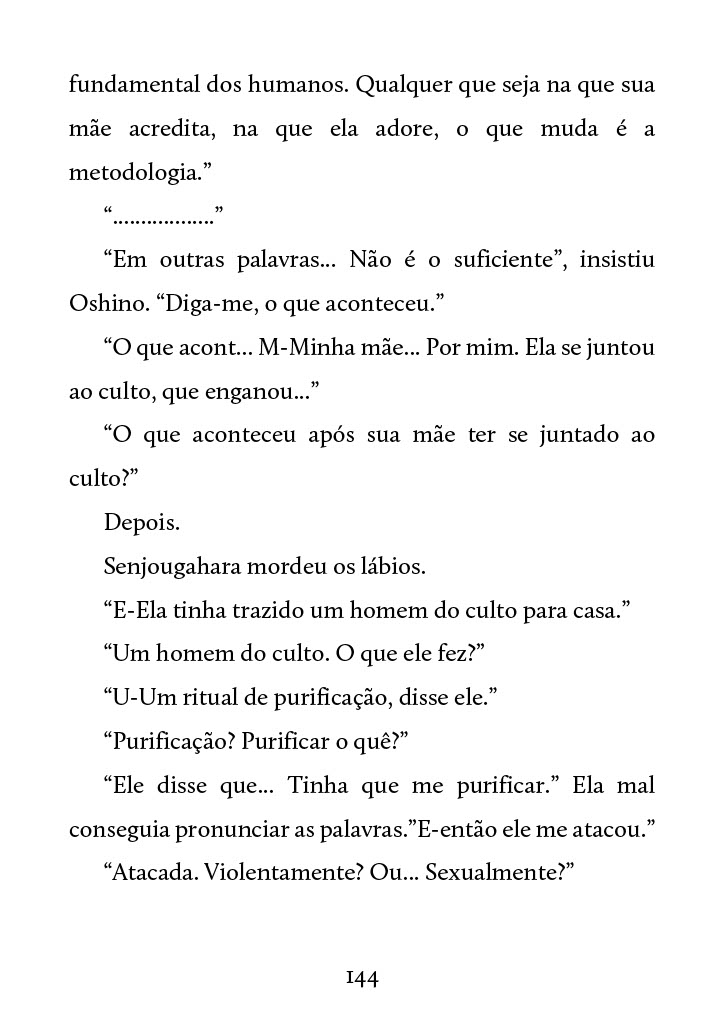 fundamental dos humanos. Qualquer que seja na que sua
mãe acredita, na que ela adore, o que muda é a
metodologia.”
“..................”
“Em outras palavras... Não é o suficiente”, insistiu
Oshino. “Diga-me, o que aconteceu.”
“O que acont... M-Minha mãe... Por mim. Ela se juntou
ao culto, que enganou...”
“O que aconteceu após sua mãe ter se juntado ao
culto?”
Depois.
Senjougahara mordeu os lábios.
“E-Ela tinha trazido um homem do culto para casa.”
“Um homem do culto. O que ele fez?”
“U-Um ritual de purificação, disse ele.”
“Purificação? Purificar o quê?”
“Ele disse que... Tinha que me purificar.” Ela mal
conseguia pronunciar as palavras.”E-então ele me atacou.”
“Atacada. Violentamente? Ou... Sexualmente?”
144